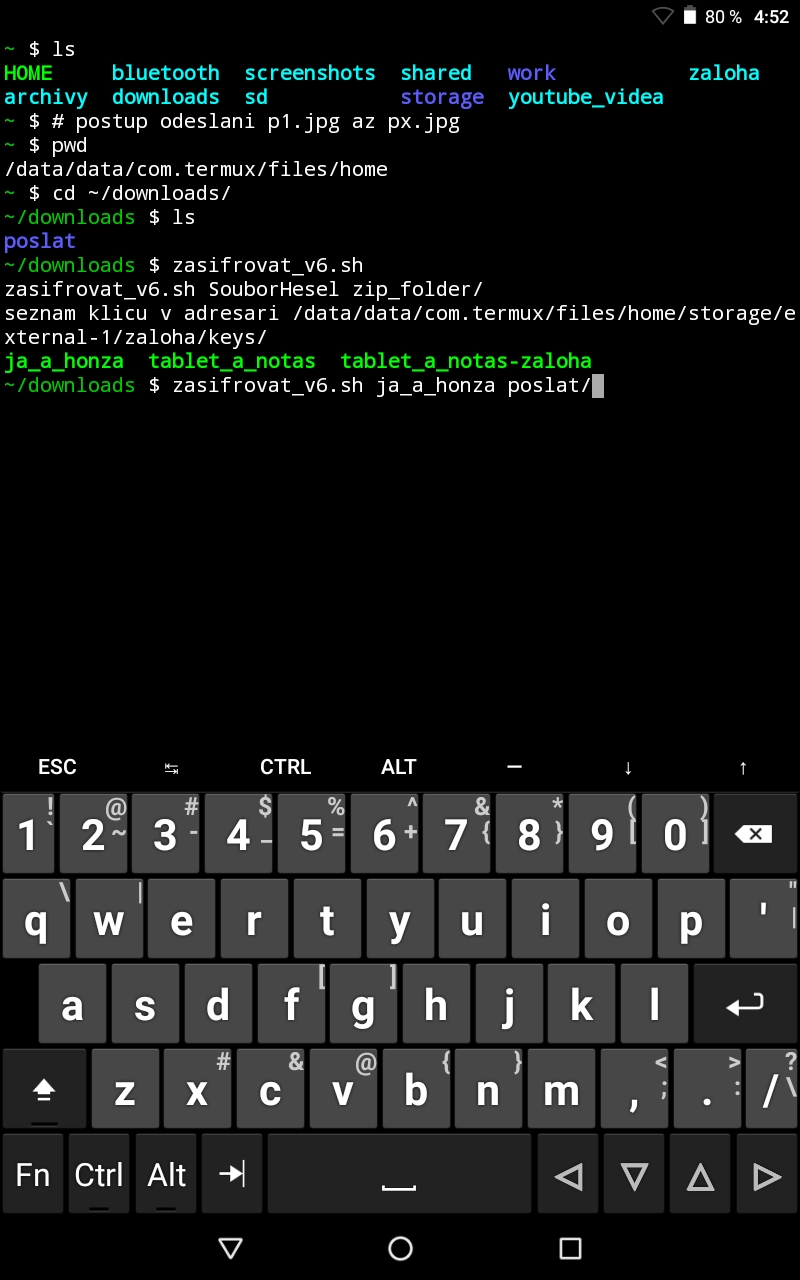 80 % 4:52
~ $ ls
HOME bluetooth screenshots shared work zaloha
archivy downloads sd storage youtube_videa
~ $ # postup odeslani p1.jpg az px.jpg
~ $ pwd
/data/data/com.termux/files/home
~ $ cd ~/downloads/
~/downloads $ ls
poslat
~/downloads $ zasifrovat_v6.sh
zasifrovat_v6.sh SouborHesel zip_folder/
seznam klicu v adresari /data/data/com.termux/files/home/storage/e
xternal-1/zaloha/keys/
ja_a_honza tablet_a_notas tablet_a_notas-zaloha
~/downloads $ zasifrovat_v6.sh ja_a_honza poslat/
ESC ↹ CTRL ALT — ↓ ↑
1 ! ` 2 @ ~ 3 # - 4 $ _ 5 % = 6 ^ + 7 & { 8 * } 9 ( [ 0 ) ]
q \ w | e r t y u i o p ' " |
a s d f [ g ] h j k l
z x # c & v @ b { n } m , < ; . > : / ? \
Fn Ctrl Alt